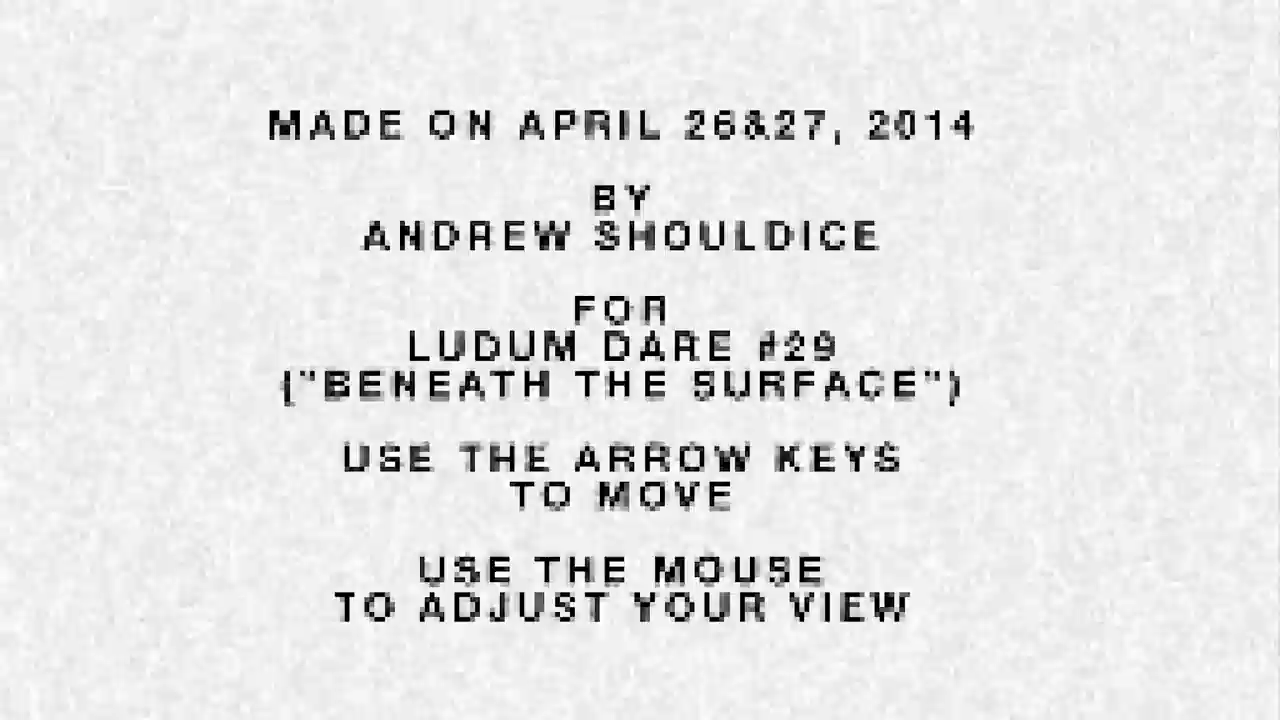 MADE ON APRIL 26&27, 2014
BY
ANDREW SHOULDICE
FOR
LUDUM DARE #29
("BENEATH THE SURFACE")
USE THE ARROW KEYS
TO MOVE
USE THE MOUSE
TO ADJUST YOUR VIEW